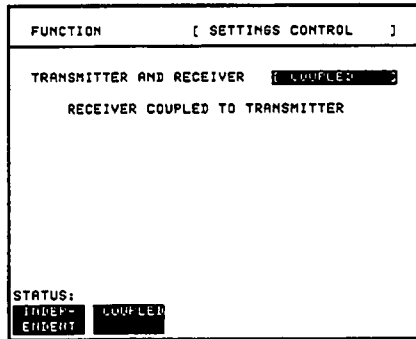 FUNCTION [ SETTINGS CONTROL ]
TRANSMITTER AND RECEIVER [ COUPLED ]
RECEIVER COUPLED TO TRANSMITTER
STATUS:
INDEP- COUPLED
ENDENT